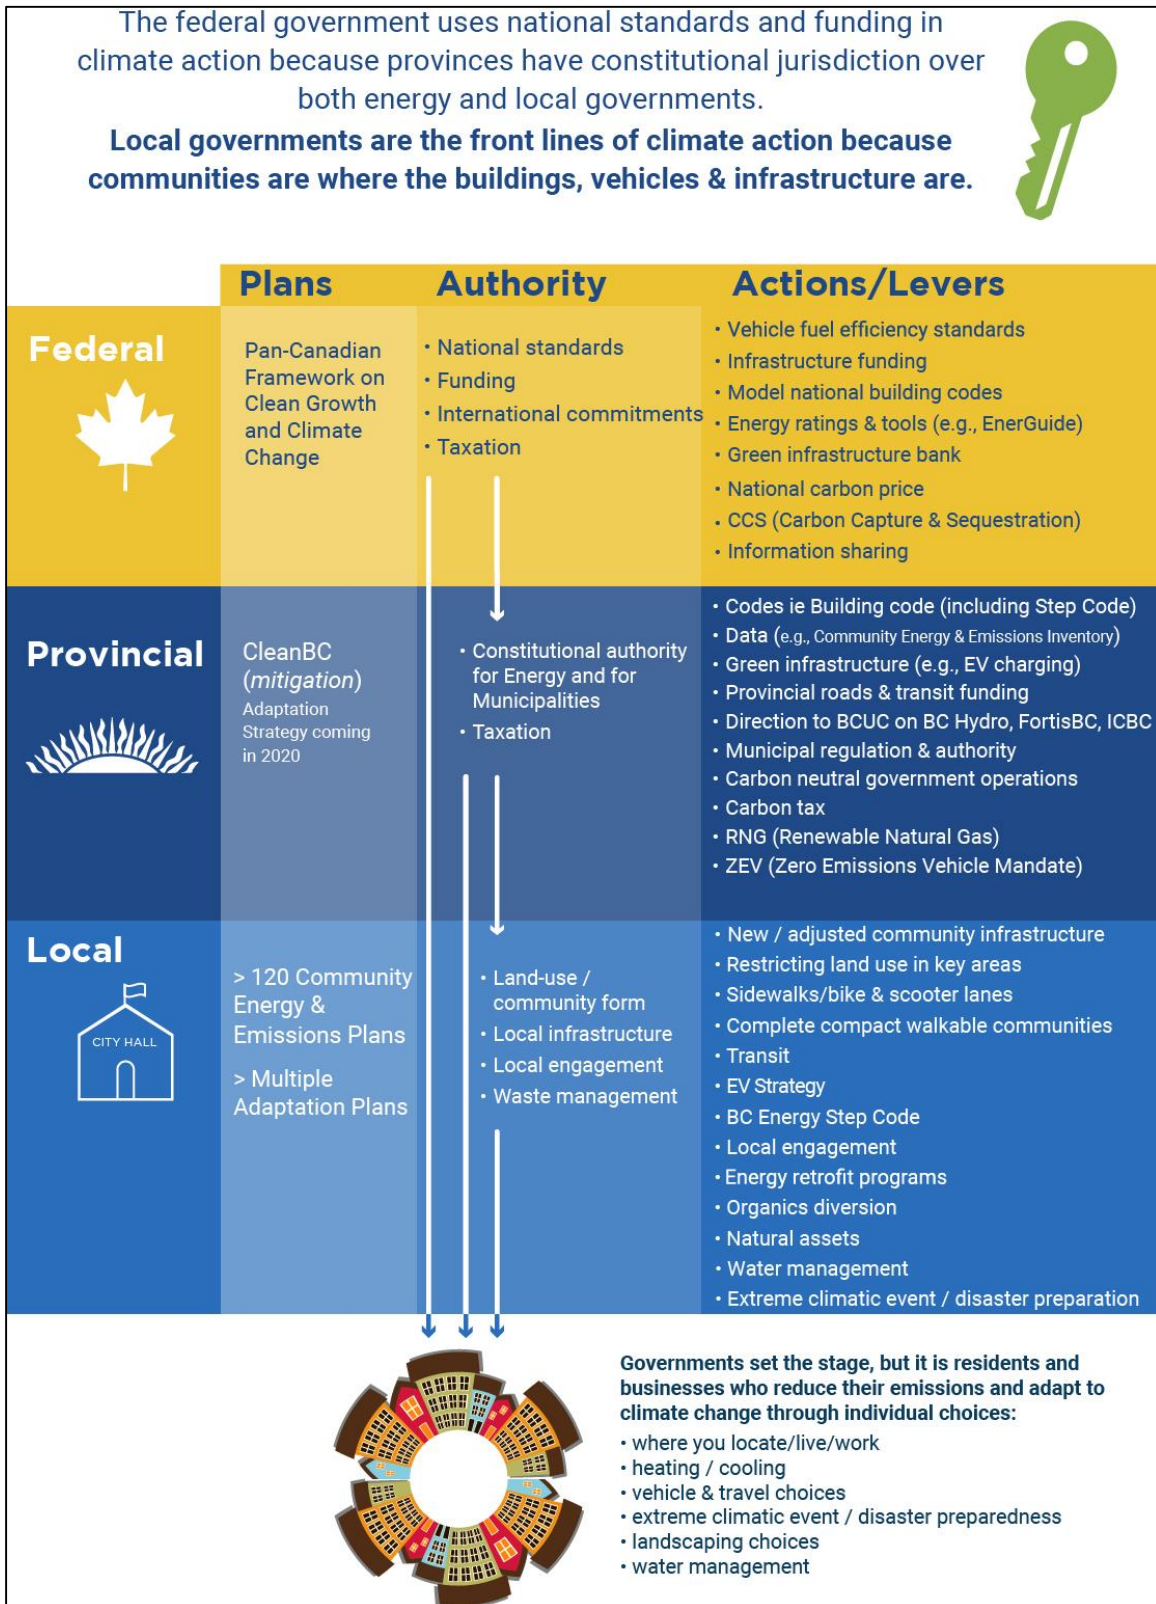 The federal government uses national standards and funding in
climate action because provinces have constitutional jurisdiction over
both energy and local governments.
Local governments are the front lines of climate action because
communities are where the buildings, vehicles & infrastructure are.
Plans
Authority
Actions/Levers
Federal
Pan-Canadian
Framework on
Clean Growth
and Climate
Change
• National standards
• Funding
• International commitments
• Taxation
• Vehicle fuel efficiency standards
• Infrastructure funding
• Model national building codes
• Energy ratings & tools (e.g., EnerGuide)
• Green infrastructure bank
• National carbon price
• CCS (Carbon Capture & Sequestration)
• Information sharing
Provincial
CleanBC
(mitigation)
Adaptation
Strategy coming
in 2020
• Constitutional authority
for Energy and for
Municipalities
• Taxation
• Codes ie Building code (including Step Code)
• Data (e.g., Community Energy & Emissions Inventory)
• Green infrastructure (e.g., EV charging)
• Provincial roads & transit funding
• Direction to BCUC on BC Hydro, FortisBC, ICBC
• Municipal regulation & authority
• Carbon neutral government operations
• Carbon tax
• RNG (Renewable Natural Gas)
• ZEV (Zero Emissions Vehicle Mandate)
Local
CITY HALL
> 120 Community
Energy &
Emissions Plans
> Multiple
Adaptation Plans
• Land-use /
community form
• Local infrastructure
• Local engagement
• Waste management
• New / adjusted community infrastructure
• Restricting land use in key areas
• Sidewalks/bike & scooter lanes
• Complete compact walkable communities
• Transit
• EV Strategy
• BC Energy Step Code
• Local engagement
• Energy retrofit programs
• Organics diversion
• Natural assets
• Water management
• Extreme climatic event / disaster preparation
Governments set the stage, but it is residents and
businesses who reduce their emissions and adapt to
climate change through individual choices:
• where you locate/live/work
• heating / cooling
• vehicle & travel choices
• extreme climatic event / disaster preparedness
• landscaping choices
• water management